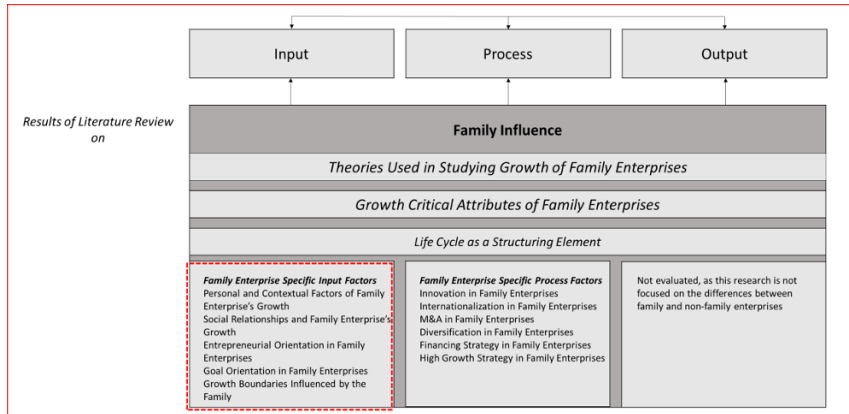 Input
Process
Output
Results of Literature Review
on
Family Influence
Theories Used in Studying Growth of Family Enterprises
Growth Critical Attributes of Family Enterprises
Life Cycle as a Structuring Element
Family Enterprise Specific Input Factors
Personal and Contextual Factors of Family
Enterprise's Growth
Social Relationships and Family Enterprise's
Growth
Entrepreneurial Orientation in Family
Enterprises
Goal Orientation in Family Enterprises
Growth Boundaries Influenced by the
Family
Family Enterprise Specific Process Factors
Innovation in Family Enterprises
Internationalization in Family Enterprises
M&A in Family Enterprises
Diversification in Family Enterprises
Financing Strategy in Family Enterprises
High Growth Strategy in Family Enterprises
Not evaluated, as this research is not
focused on the differences between
family and non-family enterprises